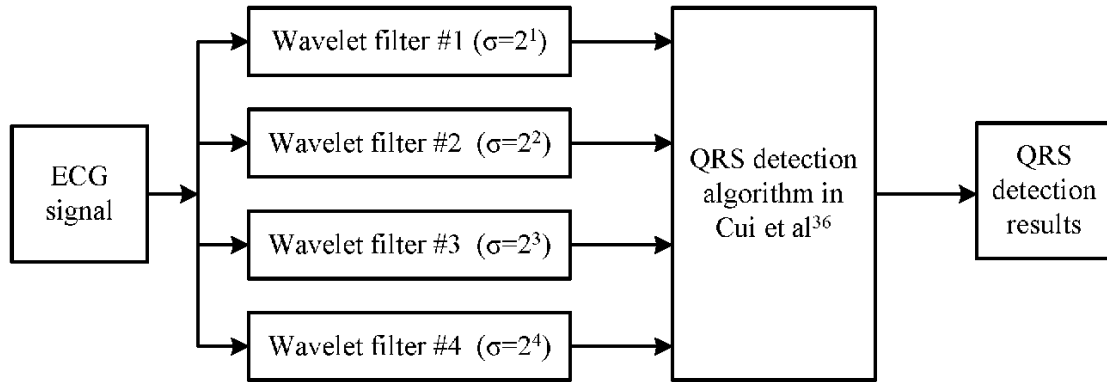 ECG
signal
Wavelet filter #1 (σ=2¹)
Wavelet filter #2 (σ=2²)
Wavelet filter #3 (σ=2³)
Wavelet filter #4 (σ=2⁴)
QRS detection
algorithm in
Cui et al³⁶
QRS
detection
results